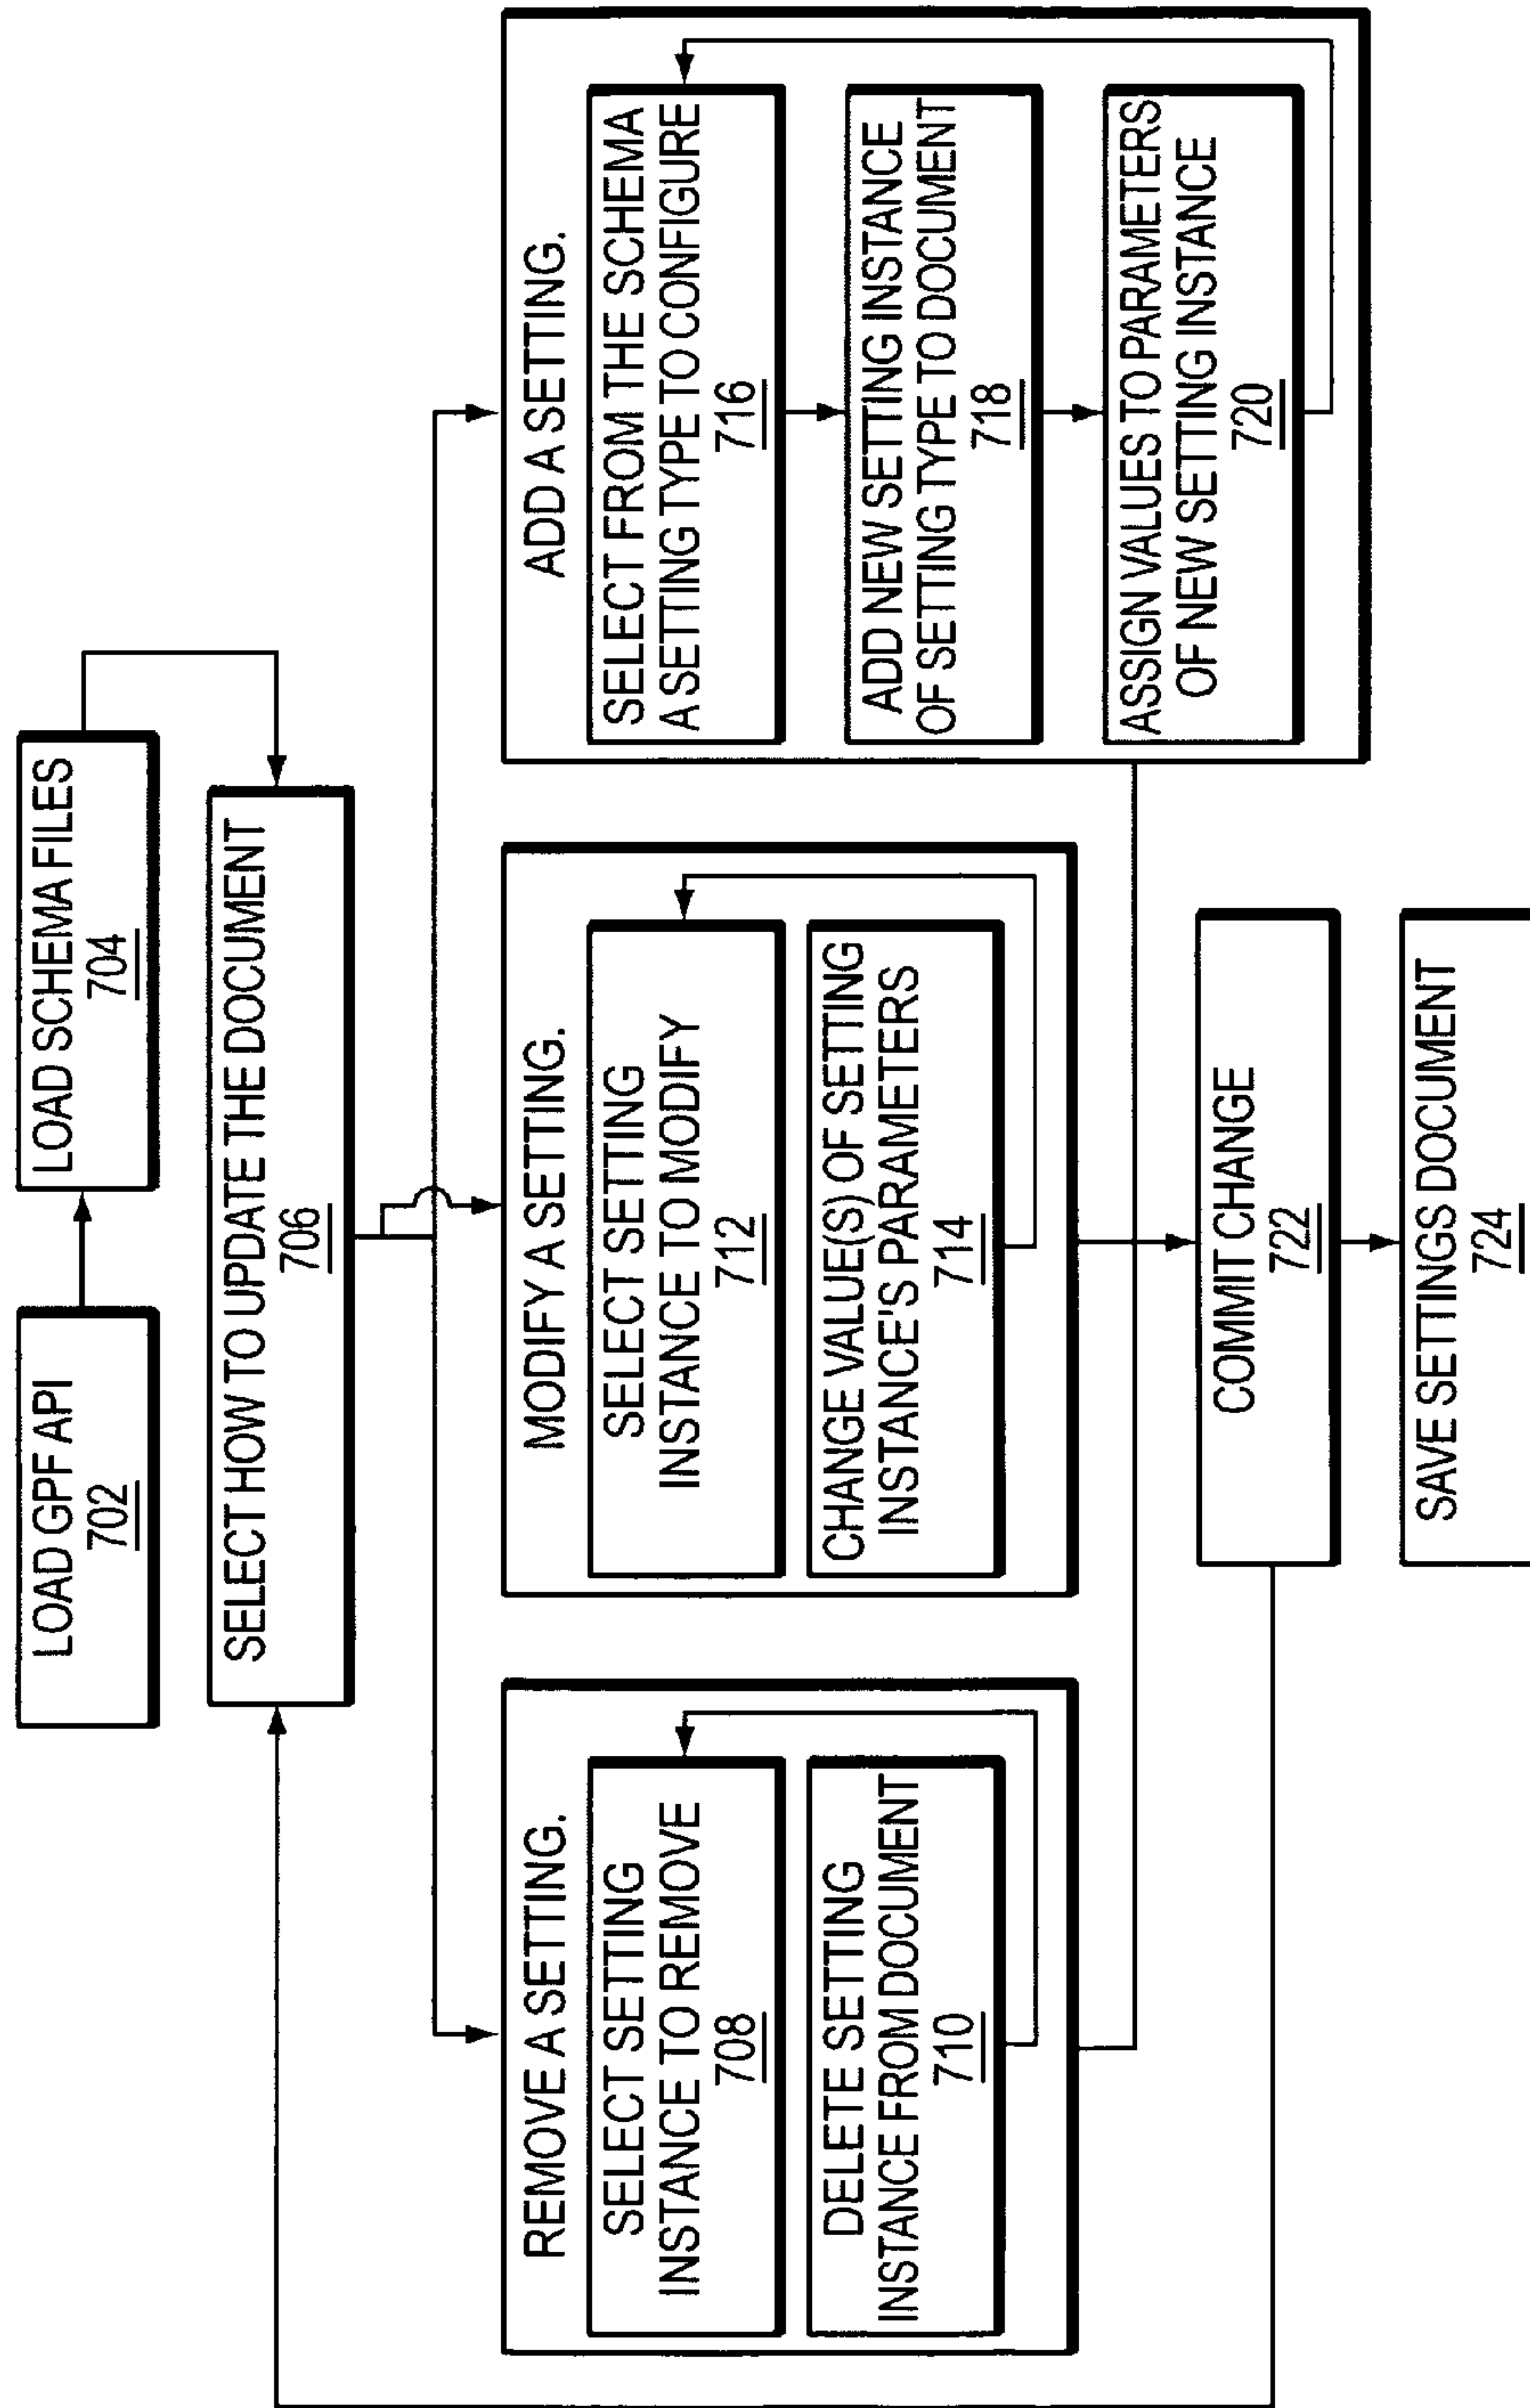 LOAD GPF API
702
LOAD SCHEMA FILES
704
SELECT HOW TO UPDATE THE DOCUMENT
706
REMOVE A SETTING.
SELECT SETTING
INSTANCE TO REMOVE
708
DELETE SETTING
INSTANCE FROM DOCUMENT
710
MODIFY A SETTING.
SELECT SETTING
INSTANCE TO MODIFY
712
CHANGE VALUE(S) OF SETTING
INSTANCE'S PARAMETERS
714
ADD A SETTING.
SELECT FROM THE SCHEMA
A SETTING TYPE TO CONFIGURE
716
ADD NEW SETTING INSTANCE
OF SETTING TYPE TO DOCUMENT
718
ASSIGN VALUES TO PARAMETERS
OF NEW SETTING INSTANCE
720
COMMIT CHANGE
722
SAVE SETTINGS DOCUMENT
724